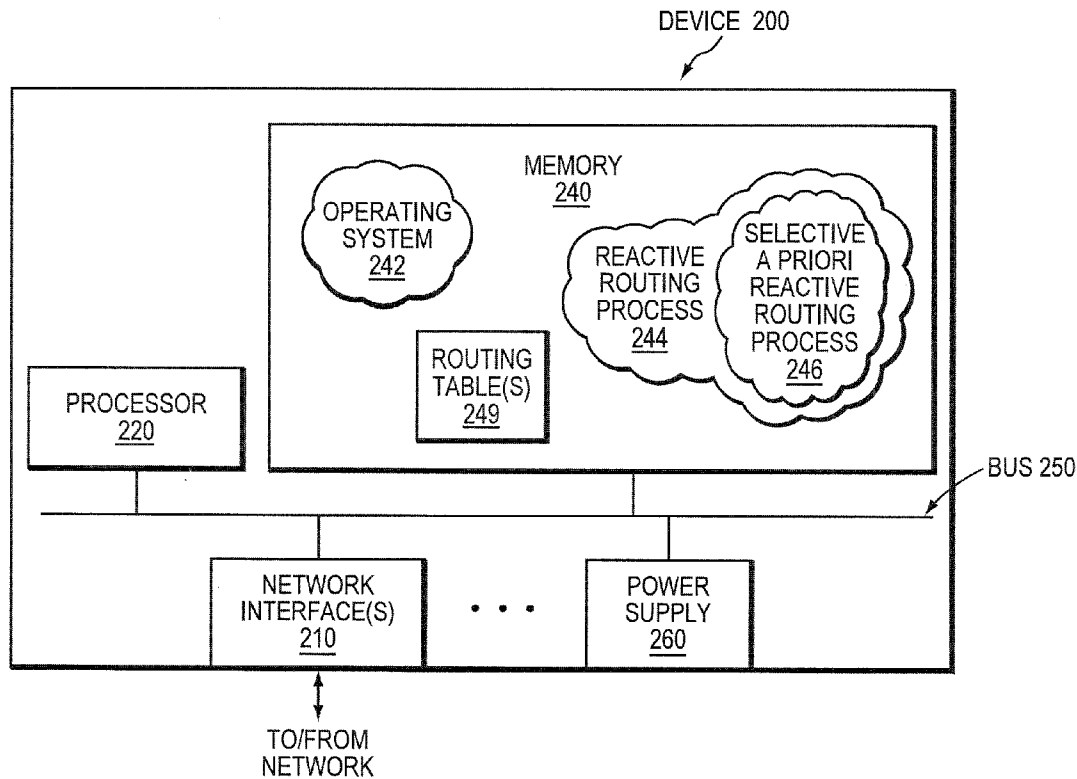 DEVICE 200
MEMORY
240
OPERATING
SYSTEM
242
REACTIVE
ROUTING
PROCESS
244
SELECTIVE
A PRIORI
REACTIVE
ROUTING
PROCESS
246
ROUTING
TABLE(S)
249
PROCESSOR
220
BUS 250
NETWORK
INTERFACE(S)
210
• • •
POWER
SUPPLY
260
TO/FROM
NETWORK